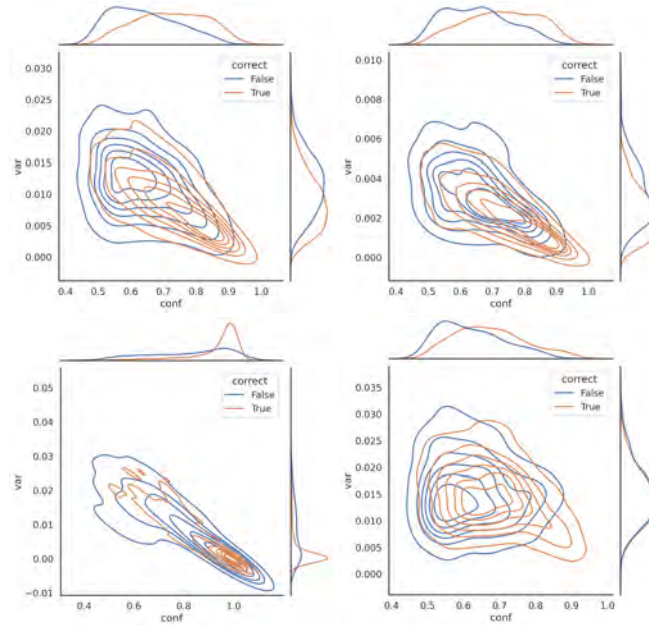 correct
False
True
0.030
0.025
0.020
0.015
0.010
0.005
0.000
var
0.4 0.5 0.6 0.7 0.8 0.9 1.0
conf
correct
False
True
0.010
0.008
0.006
0.004
0.002
0.000
var
0.4 0.5 0.6 0.7 0.8 0.9 1.0
conf
correct
False
True
0.05
0.04
0.03
0.02
0.01
0.00
−0.01
var
0.4 0.6 0.8 1.0
conf
correct
False
True
0.035
0.030
0.025
0.020
0.015
0.010
0.005
0.000
var
0.4 0.5 0.6 0.7 0.8 0.9 1.0
conf